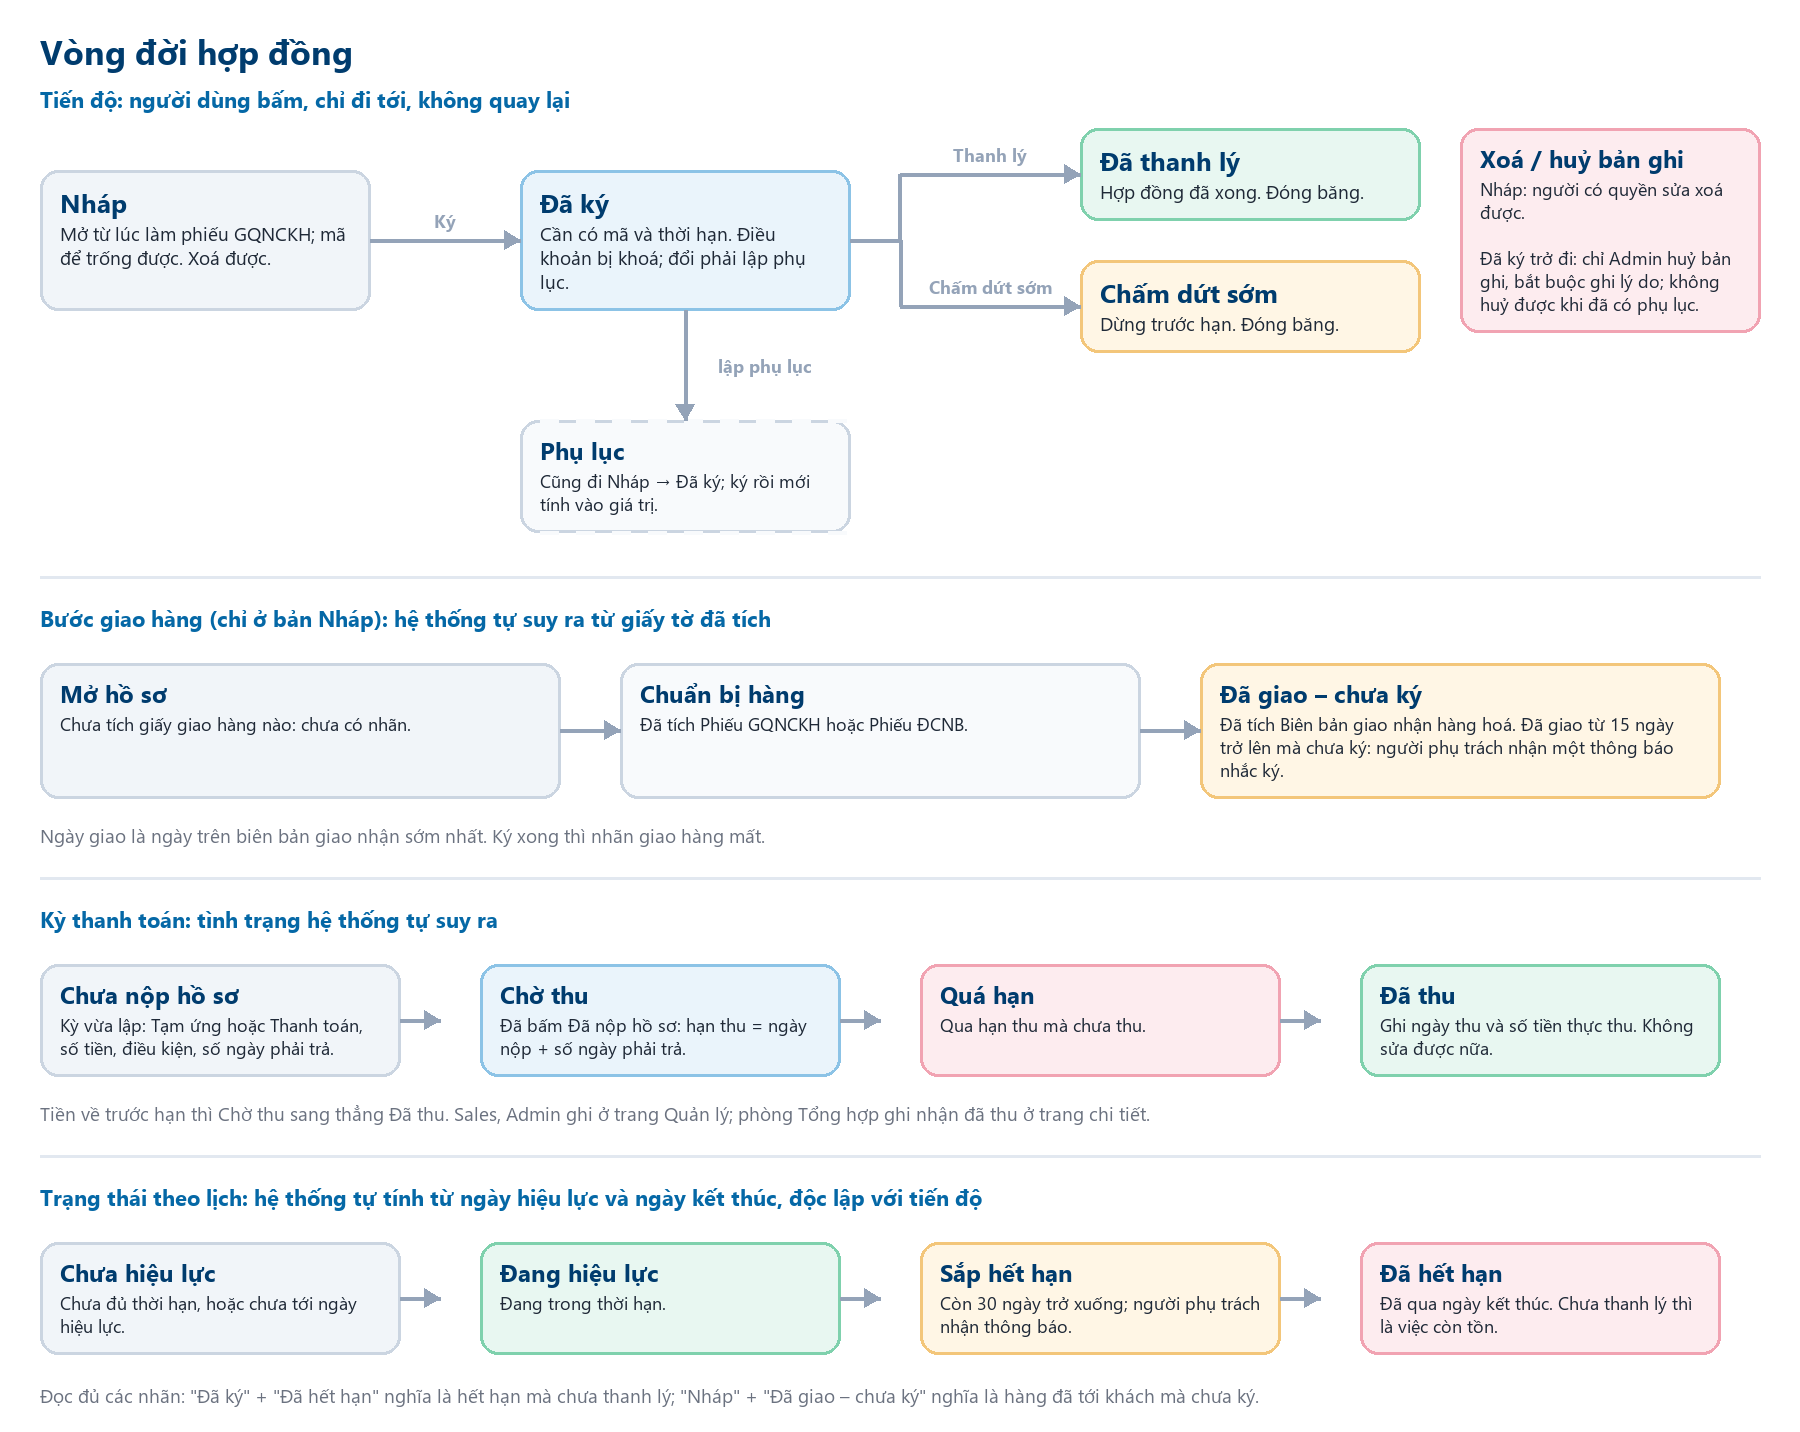 Vòng đời hợp đồng
Tiến độ: người dùng bấm, chỉ đi tới, không quay lại
Nháp
Mở từ lúc làm phiếu GQNCKH; mã
để trống được. Xoá được.
Ký
Đã ký
Cần có mã và thời hạn. Điều
khoản bị khoá; đổi phải lập phụ
lục.
Thanh lý
Đã thanh lý
Hợp đồng đã xong. Đóng băng.
Chấm dứt sớm
Chấm dứt sớm
Dừng trước hạn. Đóng băng.
Xoá / huỷ bản ghi
Nháp: người có quyền sửa xoá
được.
Đã ký trở đi: chỉ Admin huỷ bản
ghi, bắt buộc ghi lý do; không
huỷ được khi đã có phụ lục.
lập phụ lục
Phụ lục
Cũng đi Nháp → Đã ký; ký rồi mới
tính vào giá trị.
Bước giao hàng (chỉ ở bản Nháp): hệ thống tự suy ra từ giấy tờ đã tích
Mở hồ sơ
Chưa tích giấy giao hàng nào: chưa có nhãn.
Chuẩn bị hàng
Đã tích Phiếu GQNCKH hoặc Phiếu ĐCNB.
Đã giao – chưa ký
Đã tích Biên bản giao nhận hàng hoá. Đã giao từ 15 ngày
trở lên mà chưa ký: người phụ trách nhận một thông báo
nhắc ký.
Ngày giao là ngày trên biên bản giao nhận sớm nhất. Ký xong thì nhãn giao hàng mất.
Kỳ thanh toán: tình trạng hệ thống tự suy ra
Chưa nộp hồ sơ
Kỳ vừa lập: Tạm ứng hoặc Thanh toán,
số tiền, điều kiện, số ngày phải trả.
Chờ thu
Đã bấm Đã nộp hồ sơ: hạn thu = ngày
nộp + số ngày phải trả.
Quá hạn
Qua hạn thu mà chưa thu.
Đã thu
Ghi ngày thu và số tiền thực thu. Không
sửa được nữa.
Tiền về trước hạn thì Chờ thu sang thẳng Đã thu. Sales, Admin ghi ở trang Quản lý; phòng Tổng hợp ghi nhận đã thu ở trang chi tiết.
Trạng thái theo lịch: hệ thống tự tính từ ngày hiệu lực và ngày kết thúc, độc lập với tiến độ
Chưa hiệu lực
Chưa đủ thời hạn, hoặc chưa tới ngày
hiệu lực.
Đang hiệu lực
Đang trong thời hạn.
Sắp hết hạn
Còn 30 ngày trở xuống; người phụ trách
nhận thông báo.
Đã hết hạn
Đã qua ngày kết thúc. Chưa thanh lý thì
là việc còn tồn.
Đọc đủ các nhãn: "Đã ký" + "Đã hết hạn" nghĩa là hết hạn mà chưa thanh lý; "Nháp" + "Đã giao – chưa ký" nghĩa là hàng đã tới khách mà chưa ký.